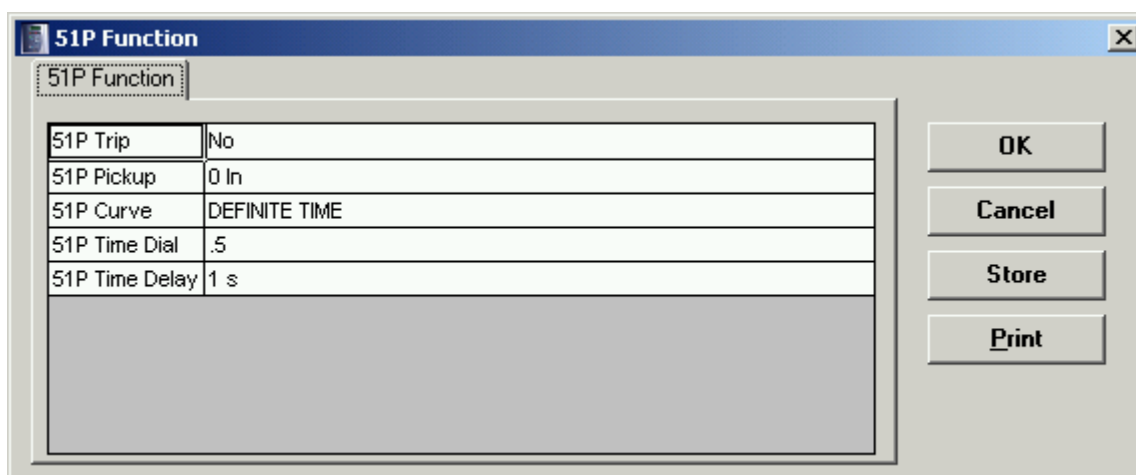 51P Function
51P Function
51P Trip No
51P Pickup 0 In
51P Curve DEFINITE TIME
51P Time Dial .5
51P Time Delay 1 s
OK
Cancel
Store
Print